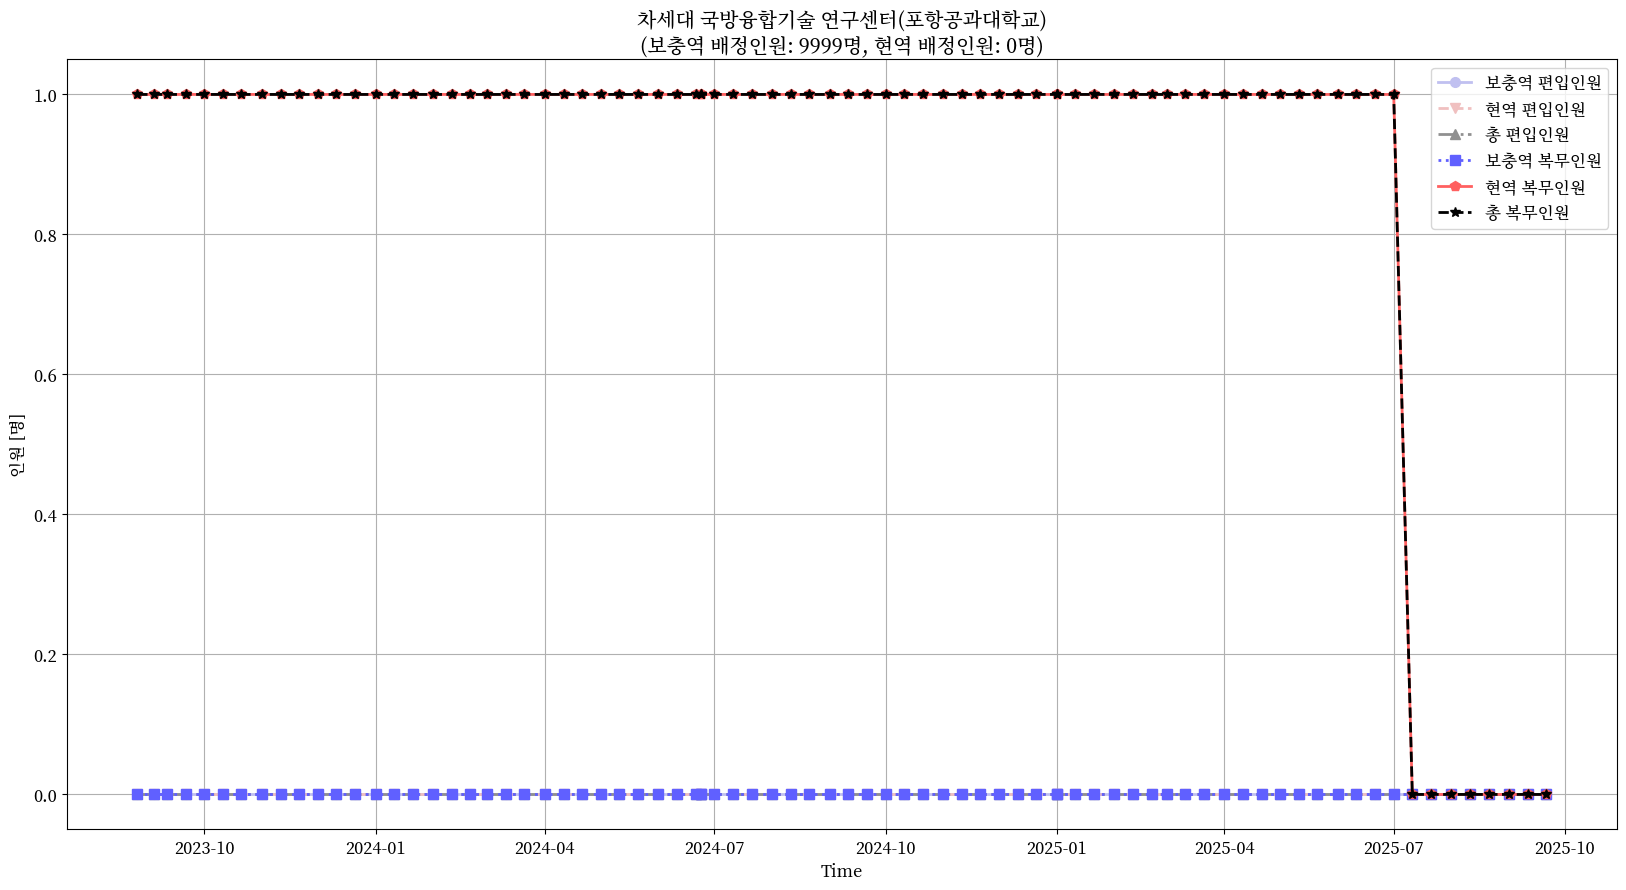 차세대 국방융합기술 연구센터(포항공과대학교)
(보충역 배정인원: 9999명, 현역 배정인원: 0명)
보충역 편입인원
현역 편입인원
총 편입인원
보충역 복무인원
현역 복무인원
총 복무인원
1.0
0.8
0.6
0.4
0.2
0.0
인원 [명]
2023-10 2024-01 2024-04 2024-07 2024-10 2025-01 2025-04 2025-07 2025-10
Time